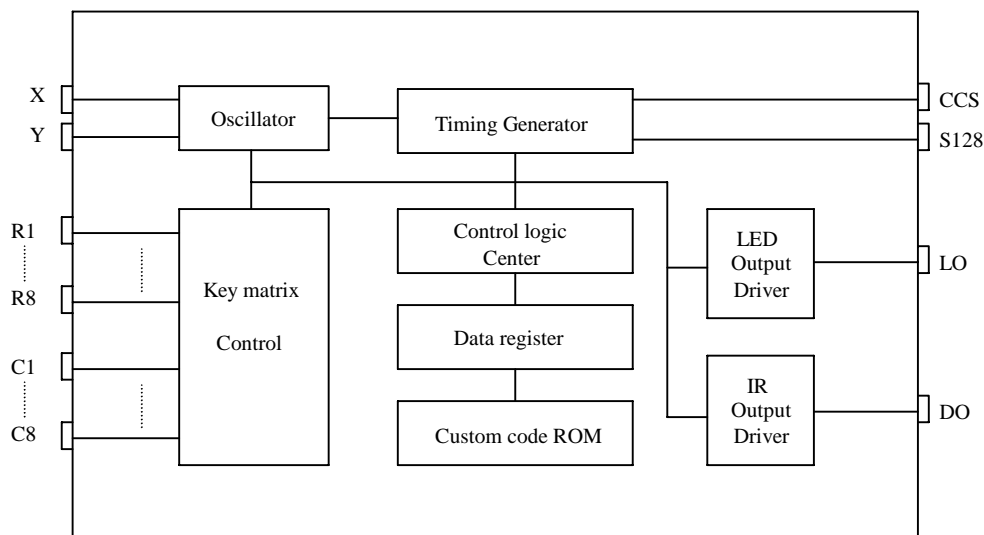 X
Y
R1
R8
C1
C8
Oscillator
Timing Generator
Key matrix
Control
Control logic
Center
Data register
Custom code ROM
LED
Output
Driver
IR
Output
Driver
CCS
S128
LO
DO